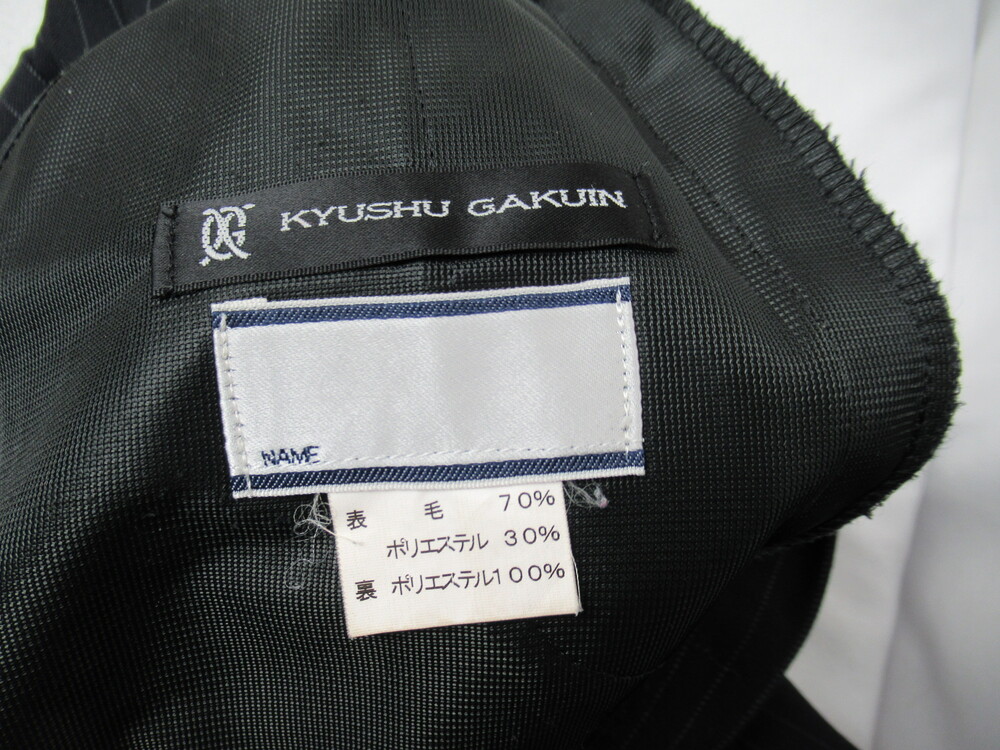 KYUSHU GAKUIN
NAME
表 毛 70%
ポリエステル 30%
裏 ポリエステル100%